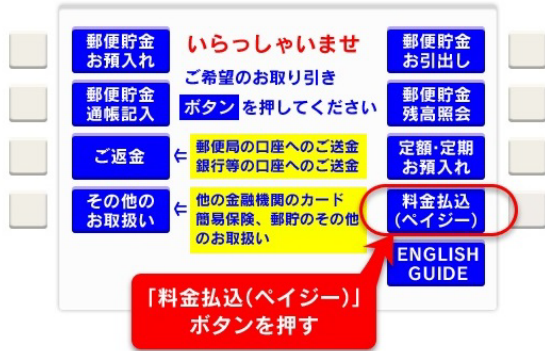 郵便貯金
お預入れ
いらっしゃいませ
郵便貯金
お引出し
ご希望のお取り引き
ボタン を押してください
郵便貯金
通帳記入
郵便貯金
残高照会
ご返金
⇐ 郵便局の口座へのご送金
銀行等の口座へのご送金
定額・定期
お預入れ
その他の
お取扱い
⇐ 他の金融機関のカード
簡易保険、郵貯のその他
のお取扱い
料金払込
(ペイジー)
ENGLISH
GUIDE
「料金払込(ペイジー)」
ボタンを押す